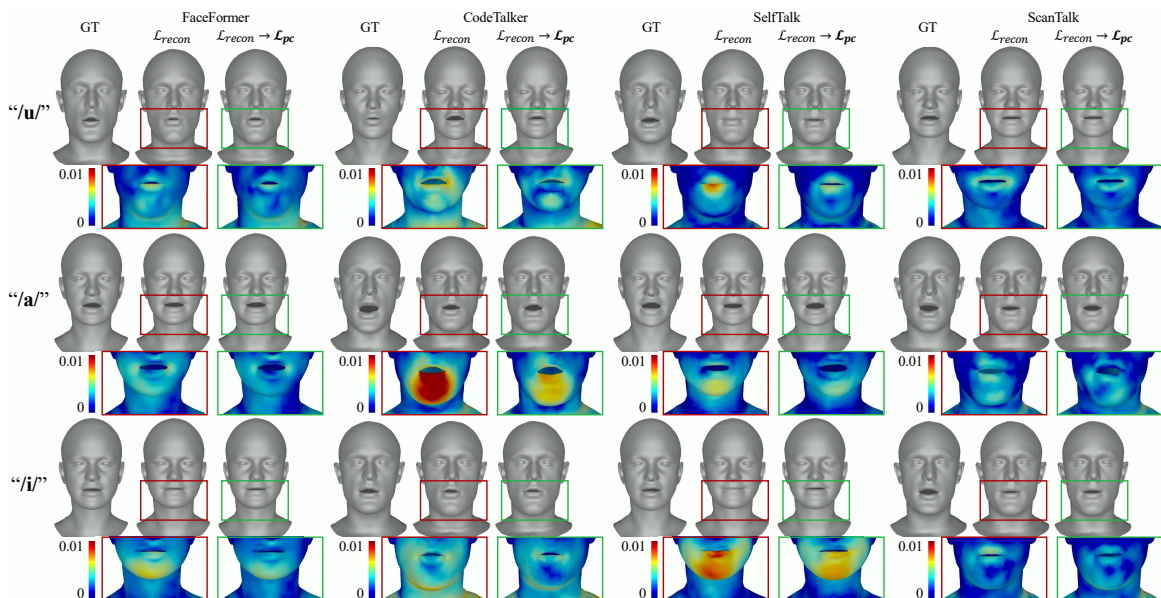 FaceFormer CodeTalker SelfTalk ScanTalk
GT ℒ_recon ℒ_recon → ℒ_pc GT ℒ_recon ℒ_recon → ℒ_pc GT ℒ_recon ℒ_recon → ℒ_pc GT ℒ_recon ℒ_recon → ℒ_pc
“/u/”
0.01 0.01 0.01 0.01
0 0 0 0
“/a/”
0.01 0.01 0.01 0.01
0 0 0 0
“/i/”
0.01 0.01 0.01 0.01
0 0 0 0